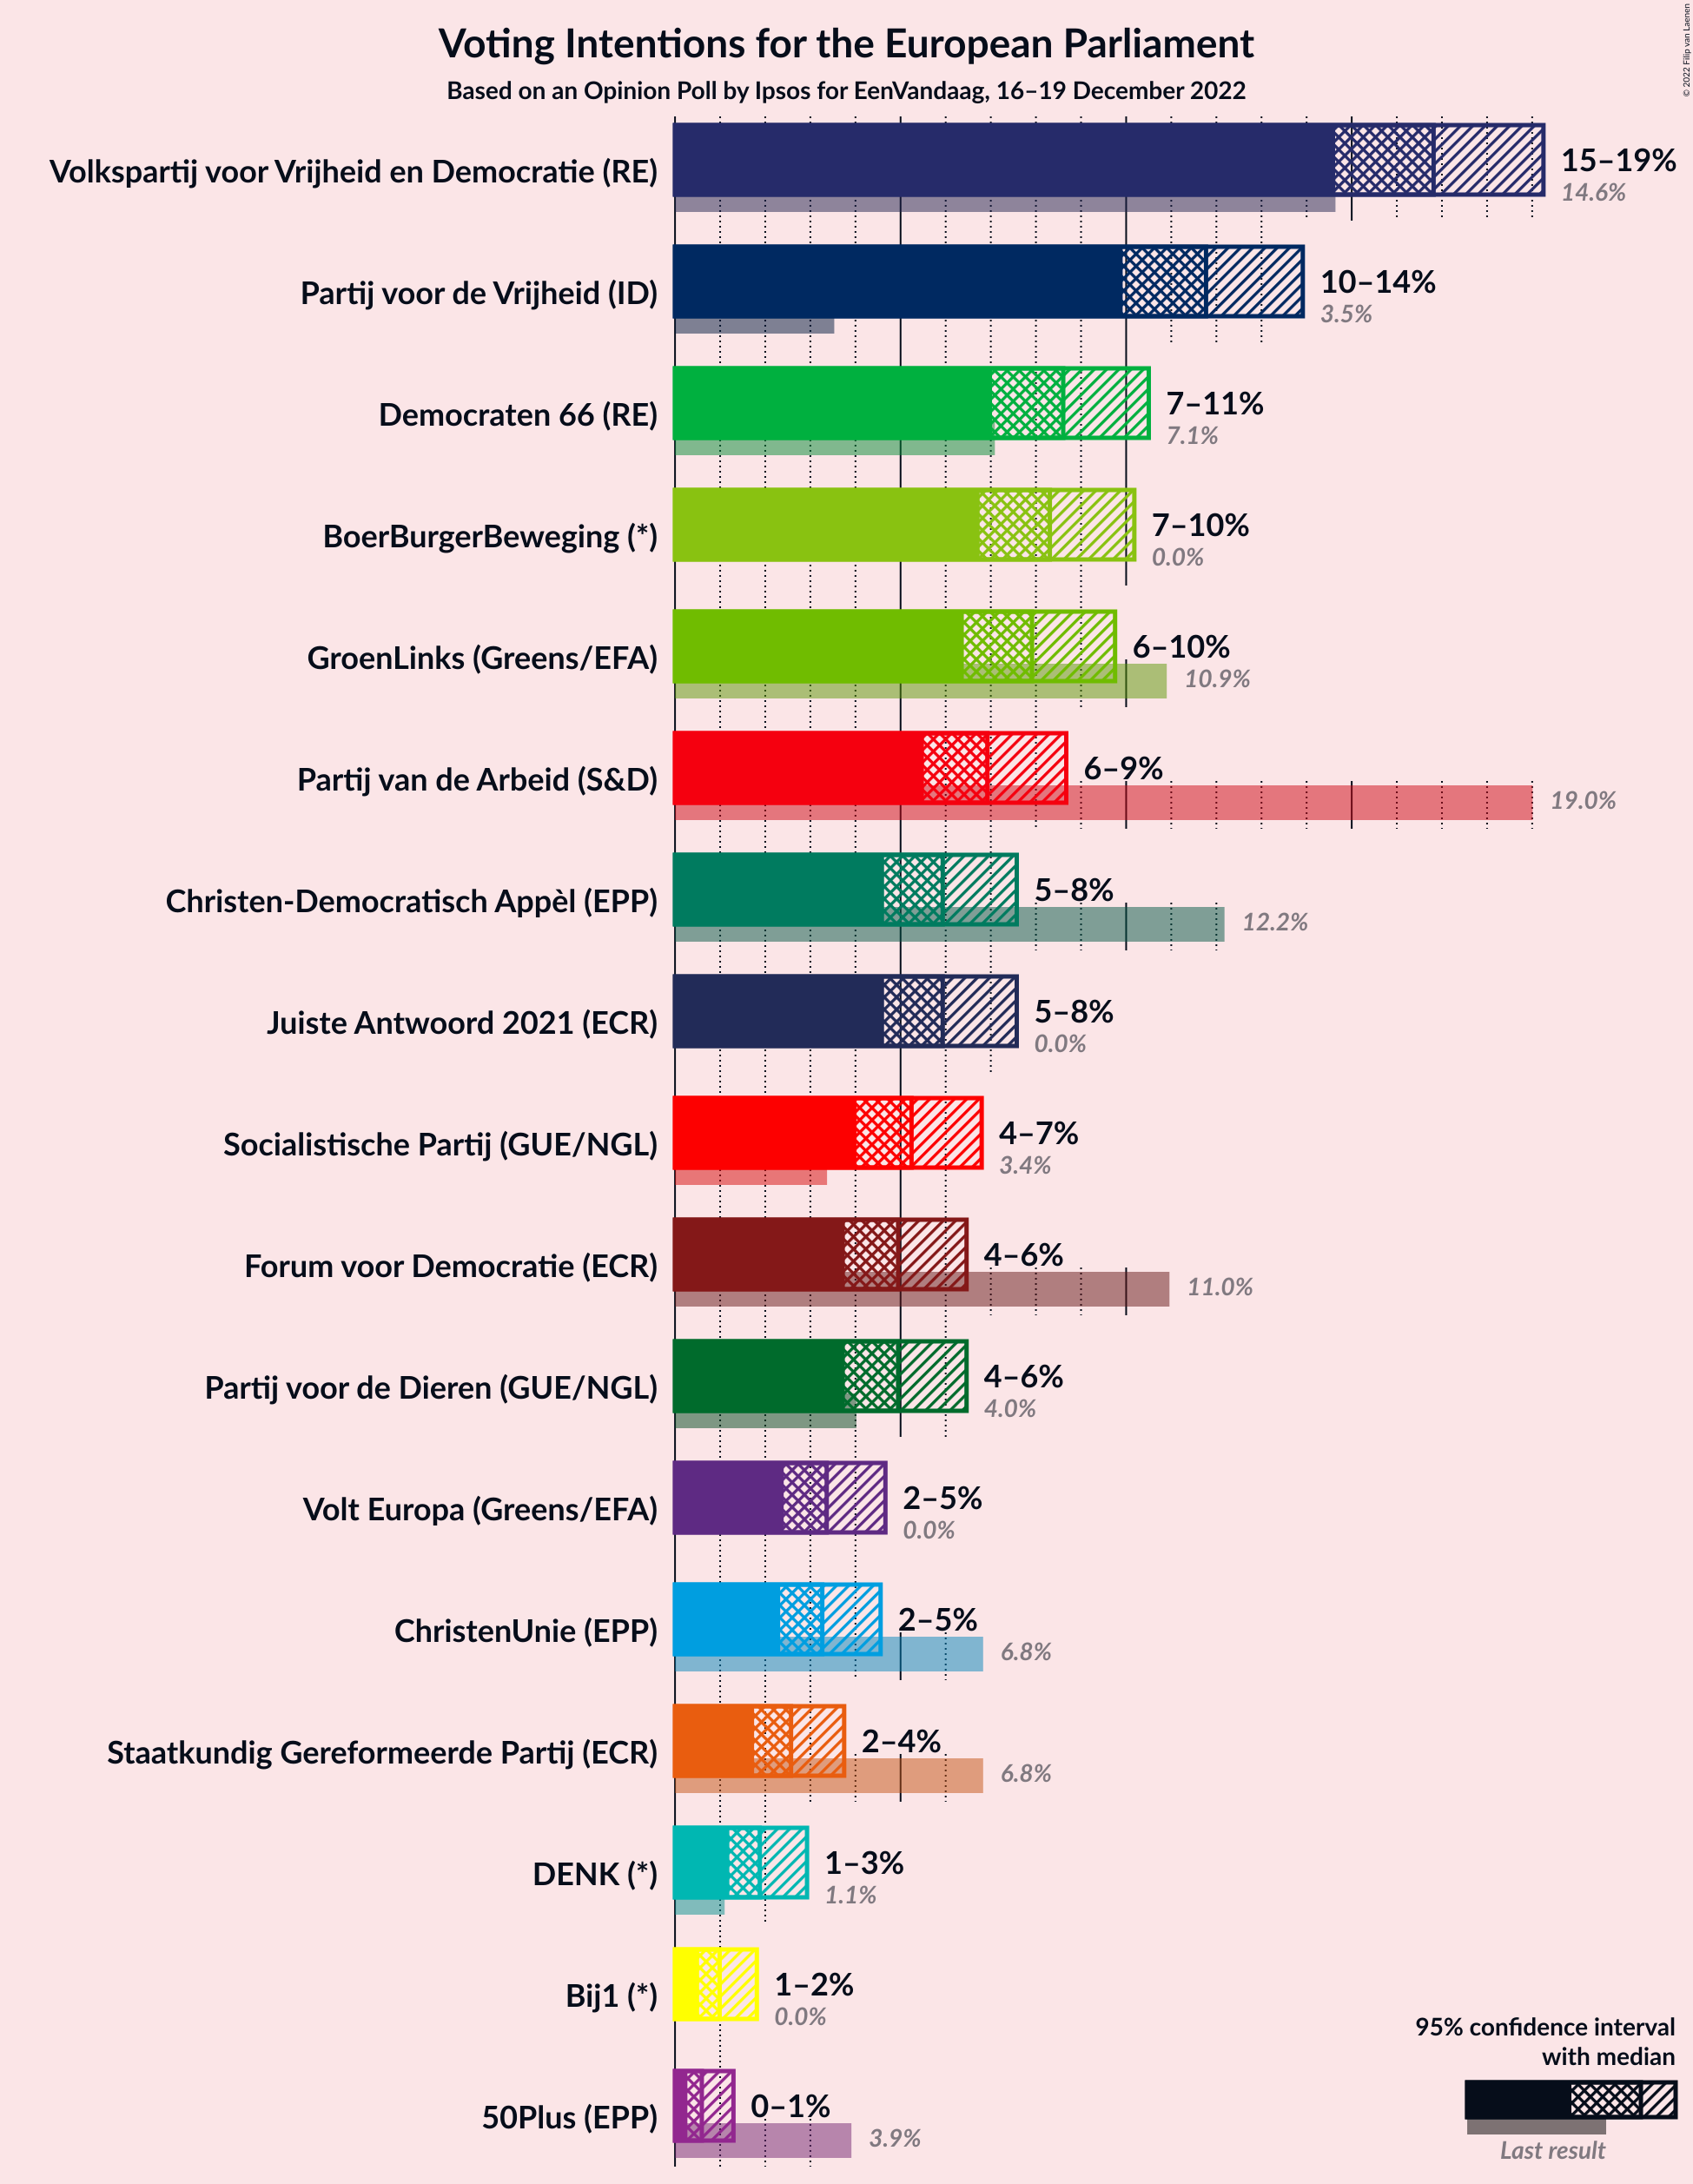 Voting Intentions for the European Parliament
Based on an Opinion Poll by Ipsos for EenVandaag, 16–19 December 2022
© 2022 Filip van Laenen
Volkspartij voor Vrijheid en Democratie (RE)
15–19%
14.6%
Partij voor de Vrijheid (ID)
10–14%
3.5%
Democraten 66 (RE)
7–11%
7.1%
BoerBurgerBeweging (*)
7–10%
0.0%
GroenLinks (Greens/EFA)
6–10%
10.9%
Partij van de Arbeid (S&D)
6–9%
19.0%
Christen-Democratisch Appèl (EPP)
5–8%
12.2%
Juiste Antwoord 2021 (ECR)
5–8%
0.0%
Socialistische Partij (GUE/NGL)
4–7%
3.4%
Forum voor Democratie (ECR)
4–6%
11.0%
Partij voor de Dieren (GUE/NGL)
4–6%
4.0%
Volt Europa (Greens/EFA)
2–5%
0.0%
ChristenUnie (EPP)
2–5%
6.8%
Staatkundig Gereformeerde Partij (ECR)
2–4%
6.8%
DENK (*)
1–3%
1.1%
Bij1 (*)
1–2%
0.0%
50Plus (EPP)
0–1%
3.9%
95% confidence interval
with median
Last result